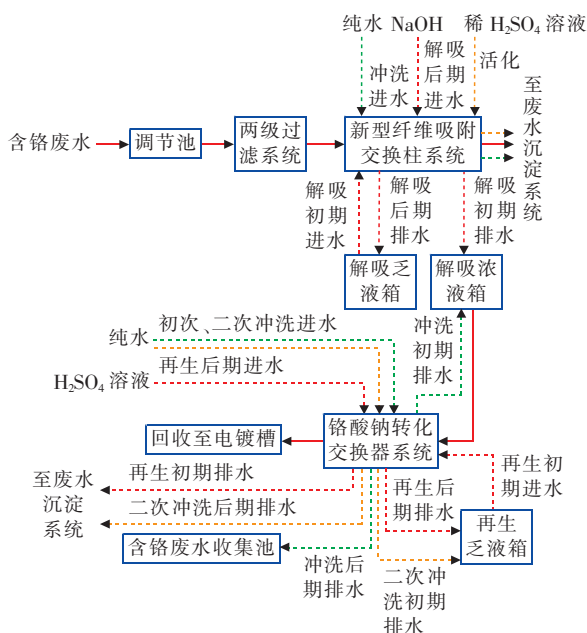 纯水 NaOH 稀 H₂SO₄ 溶液
冲洗
进水
解吸
后期
进水
活化
含铬废水
调节池
两级过
滤系统
新型纤维吸附
交换柱系统
至
废
水
沉
淀
系
统
解吸
初期
进水
解吸
后期
排水
解吸
初期
排水
解吸乏
液箱
解吸浓
液箱
初次、二次冲洗进水
纯水
再生后期进水
H₂SO₄ 溶液
冲洗
初期
排水
回收至电镀槽
铬酸钠转化
交换器系统
至废水
沉淀
系统
再生初期排水
二次冲洗后期排水
再生后
期排水
再生初
期进水
再生
乏液箱
含铬废水收集池
冲洗后
期排水
二次冲
洗初期
排水